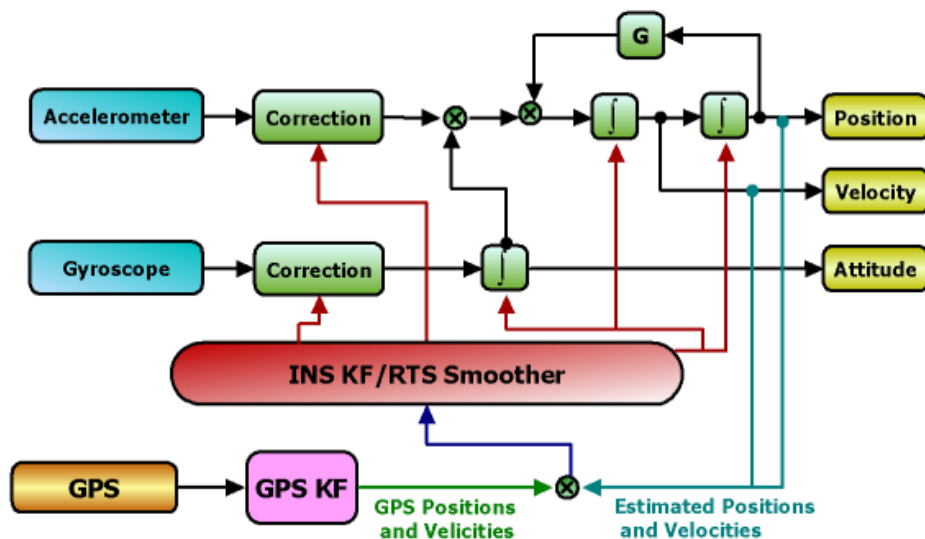 G
Accelerometer
Correction
∫
∫
Position
Velocity
Gyroscope
Correction
∫
Attitude
INS KF/RTS Smoother
GPS
GPS KF
GPS Positions
and Velicities
Estimated Positions
and Velocities